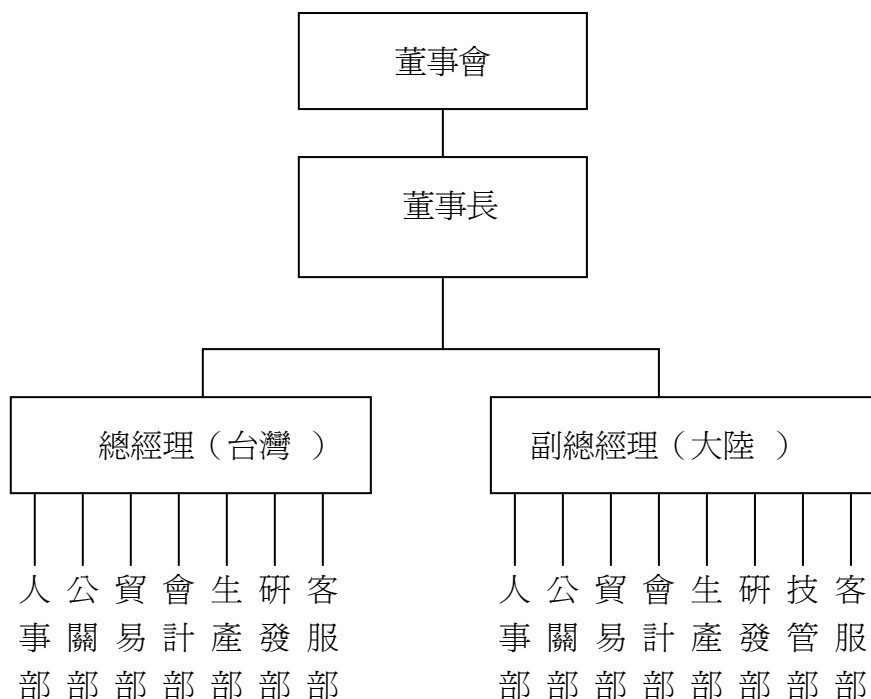 董事會
董事長
總經理（台灣 ）
副總經理（大陸 ）
人事部
公關部
貿易部
會計部
生產部
研發部
客服部
人事部
公關部
貿易部
會計部
生產部
研發部
技管部
客服部